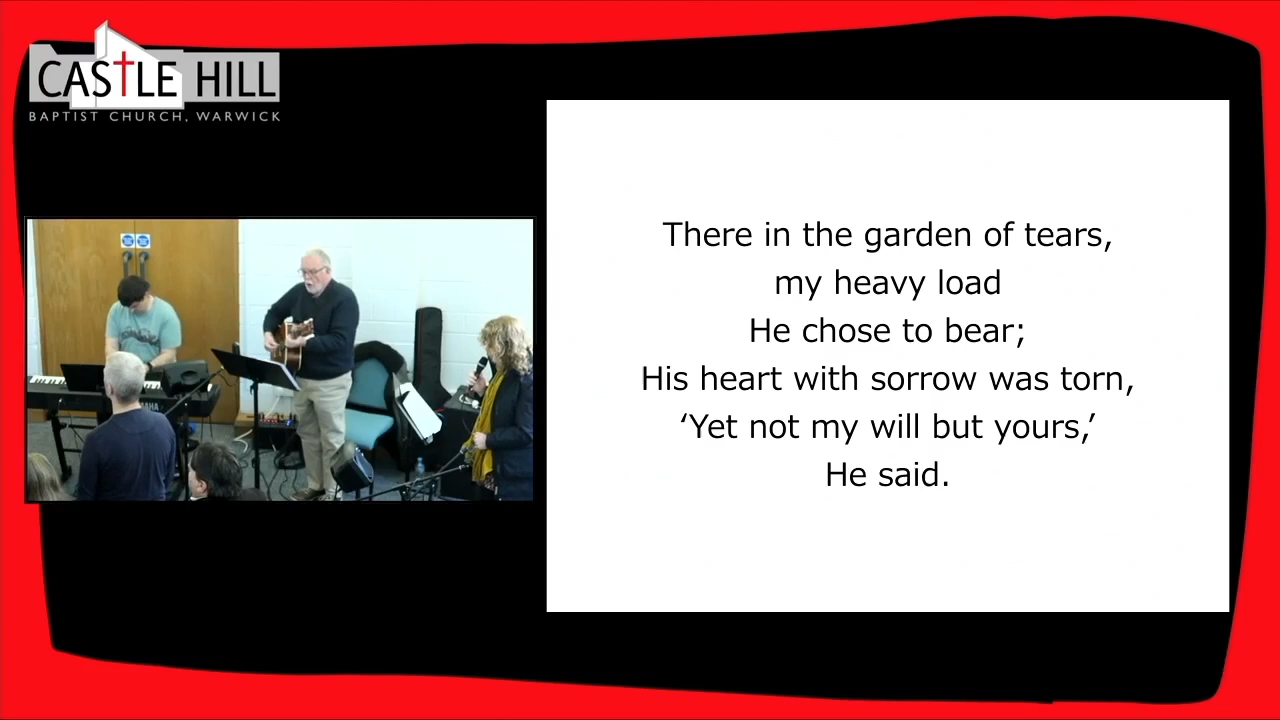 CASTLE HILL
BAPTIST CHURCH, WARWICK
There in the garden of tears,
my heavy load
He chose to bear;
His heart with sorrow was torn,
‘Yet not my will but yours,’
He said.
YAMAHA